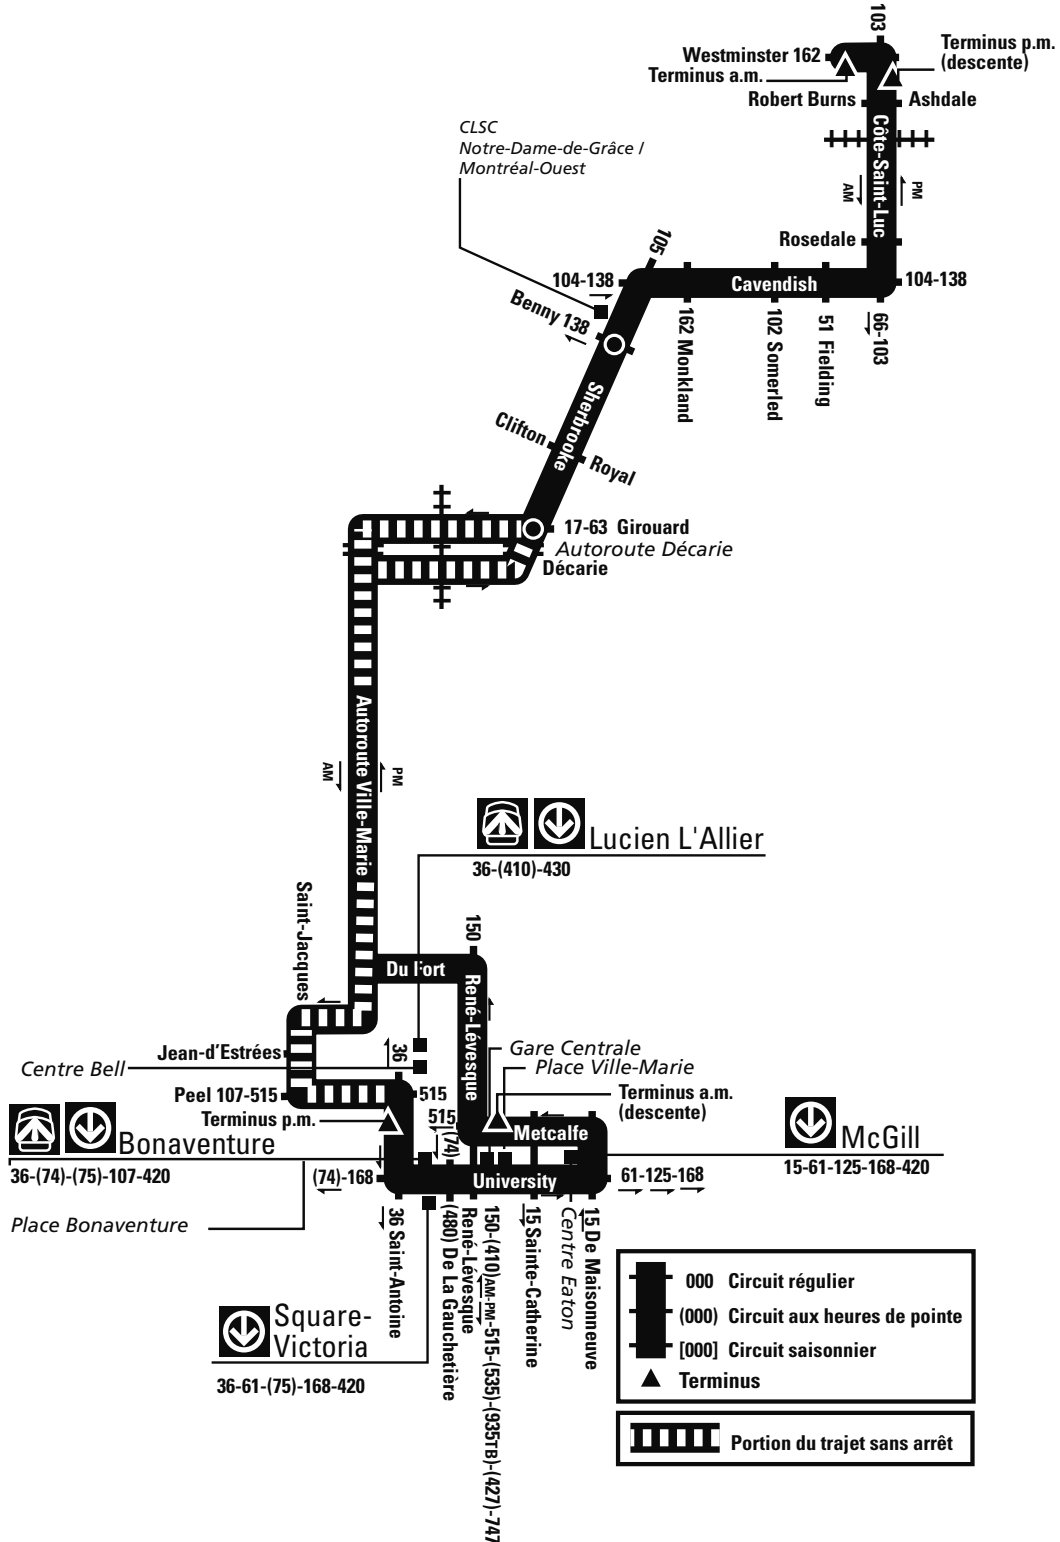 103
Westminster 162
Terminus a.m.
Terminus p.m.
(descente)
Robert Burns
Ashdale
Côte-Saint-Luc
AM
PM
CLSC
Notre-Dame-de-Grâce /
Montréal-Ouest
Rosedale
105
104-138
Cavendish
104-138
Benny 138
162 Monkland
102 Somerled
51 Fielding
66-103
Sherbrooke
Clifton
Royal
17-63 Girouard
Autoroute Décarie
Décarie
Autoroute Ville-Marie
AM
PM
Lucien L'Allier
36-(410)-430
Saint-Jacques
150
Du Fort
René-Lévesque
Jean-d'Estrées
36
Centre Bell
Gare Centrale
Place Ville-Marie
Peel 107-515
515
Terminus p.m.
515
(74)
Terminus a.m.
(descente)
Metcalfe
McGill
15-61-125-168-420
Bonaventure
36-(74)-(75)-107-420
(74)-168
University
61-125-168
Place Bonaventure
36 Saint-Antoine
(480) De La Gauchetière
René-Lévesque
150-(410)AM-PM-515-(535)-(935TB)-(427)-747
15 Sainte-Catherine
Centre Eaton
15 De Maisonneuve
Square-
Victoria
36-61-(75)-168-420
000 Circuit régulier
(000) Circuit aux heures de pointe
[000] Circuit saisonnier
Terminus
Portion du trajet sans arrêt